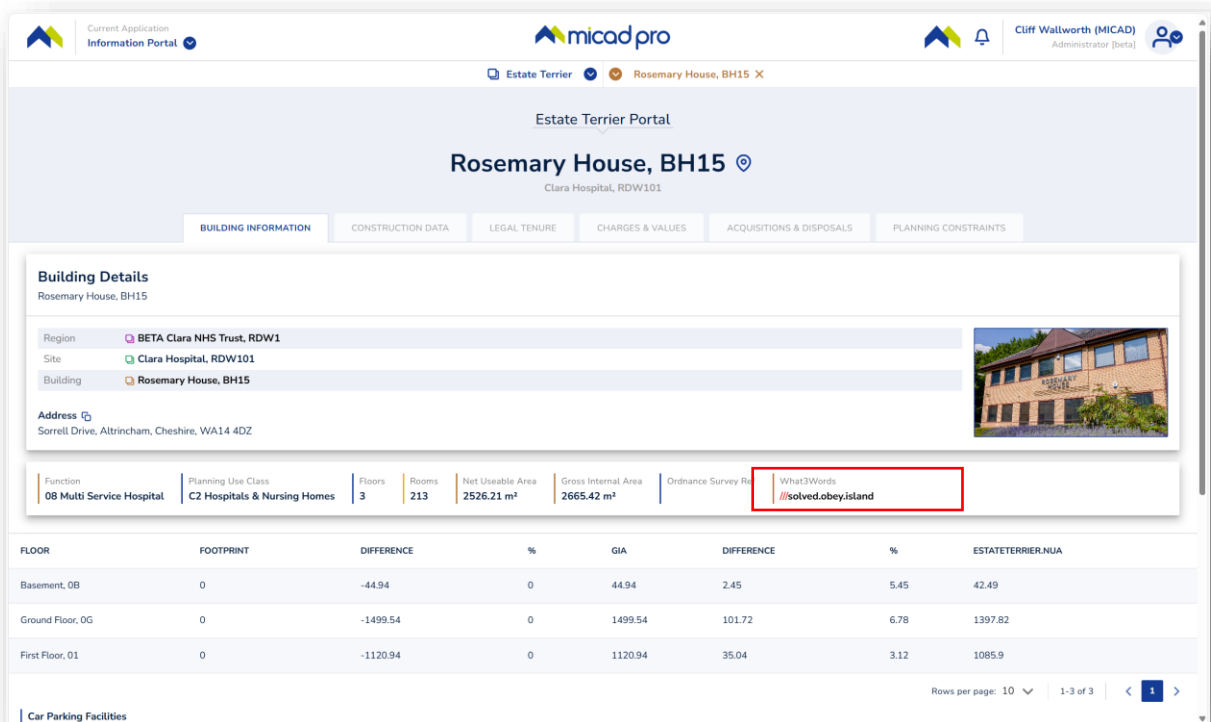 Current Application
Information Portal
micad pro
Cliff Wallworth (MICAD)
Administrator [beta]
Estate Terrier Rosemary House, BH15
Estate Terrier Portal
Rosemary House, BH15
Clara Hospital, RDW101
BUILDING INFORMATION CONSTRUCTION DATA LEGAL TENURE CHARGES & VALUES ACQUISITIONS & DISPOSALS PLANNING CONSTRAINTS
Building Details
Rosemary House, BH15
Region BETA Clara NHS Trust, RDW1
Site Clara Hospital, RDW101
Building Rosemary House, BH15
ROSEMARY
HOUSE
Address
Sorrell Drive, Altrincham, Cheshire, WA14 4DZ
Function Planning Use Class Floors Rooms Net Useable Area Gross Internal Area Ordnance Survey Re What3Words
08 Multi Service Hospital C2 Hospitals & Nursing Homes 3 213 2526.21 m² 2665.42 m² ///solved.obey.island
FLOOR FOOTPRINT DIFFERENCE % GIA DIFFERENCE % ESTATETERRIER.NUA
Basement, 0B 0 -44.94 0 44.94 2.45 5.45 42.49
Ground Floor, 0G 0 -1499.54 0 1499.54 101.72 6.78 1397.82
First Floor, 01 0 -1120.94 0 1120.94 35.04 3.12 1085.9
Rows per page: 10 1-3 of 3 < 1 >
Car Parking Facilities